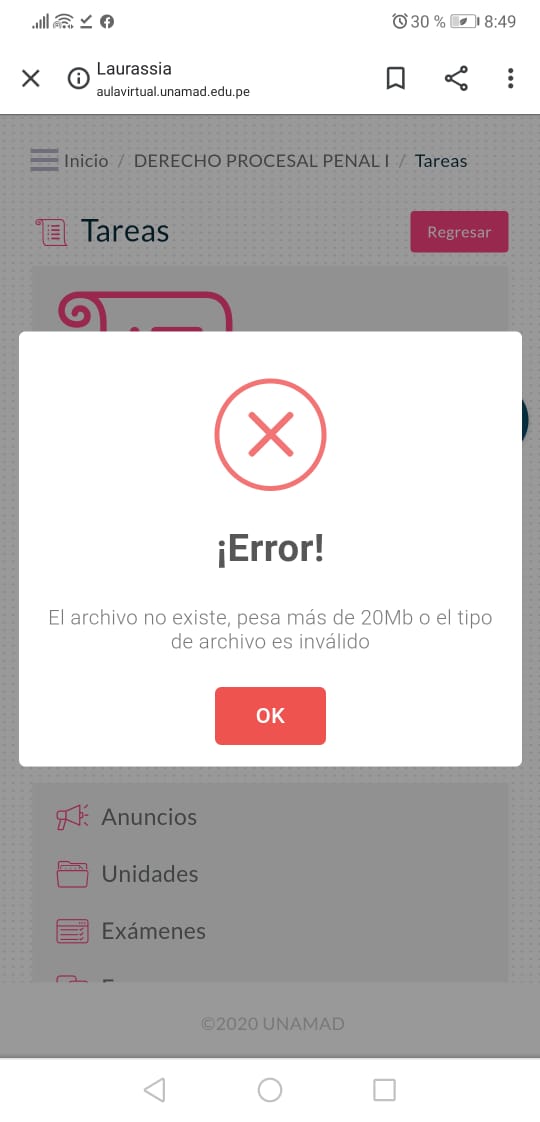 30 % 8:49
Laurassia
aulavirtual.unamad.edu.pe
Inicio / DERECHO PROCESAL PENAL I / Tareas
Tareas
Regresar
¡Error!
El archivo no existe, pesa más de 20Mb o el tipo
de archivo es inválido
OK
Anuncios
Unidades
Exámenes
©2020 UNAMAD